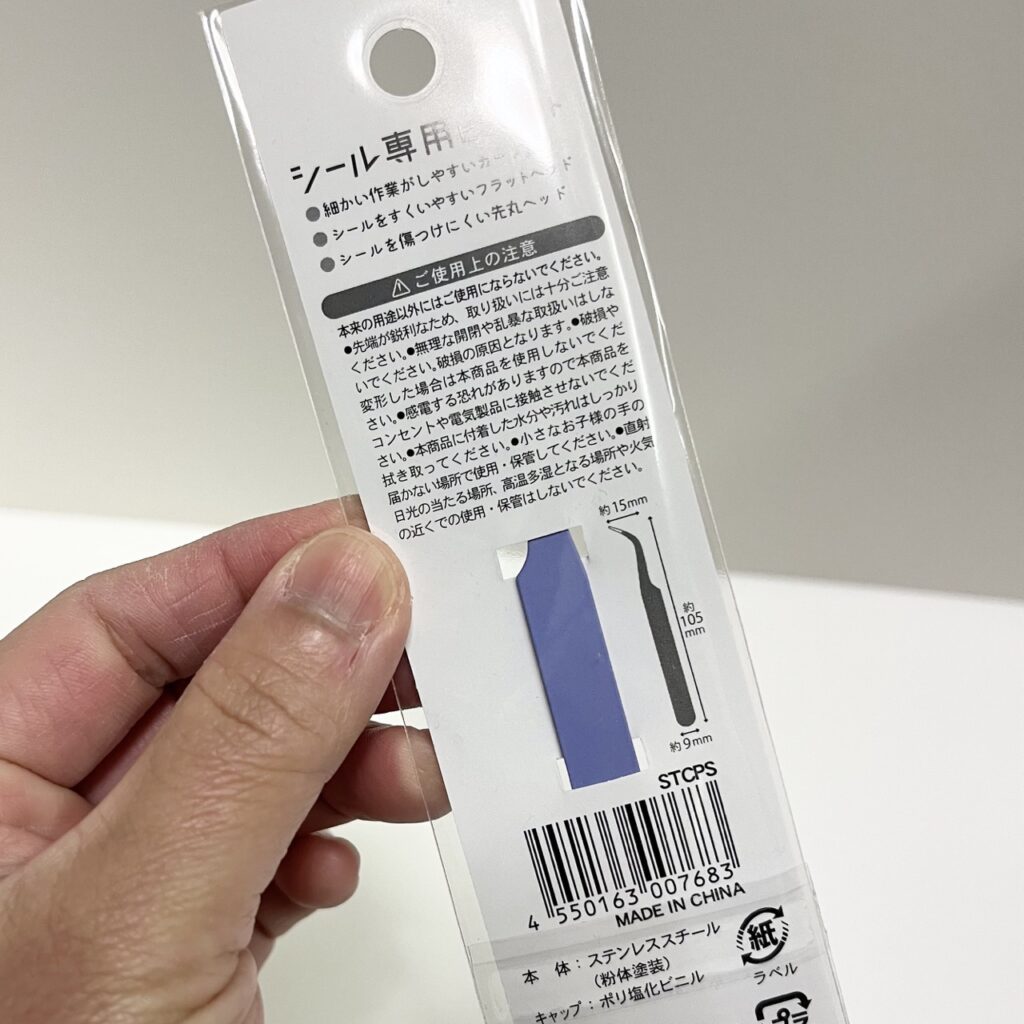 シール専用
●細かい作業がしやすいカー
●シールをすくいやすいフラットヘッド
●シールを傷つけにくい先丸ヘッド
⚠ご使用上の注意
本来の用途以外にはご使用にならないでください。
●先端が鋭利なため、取り扱いには十分ご注意
ください。●無理な開閉や乱暴な取扱いはしな
いでください。破損の原因となります。●破損や
変形した場合は本商品を使用しないでくだ
さい。●感電する恐れがありますので本商品を
コンセントや電気製品に接触させないでくだ
さい。●本商品に付着した水分や汚れはしっかり
拭き取ってください。●小さなお子様の手の
届かない場所で使用・保管してください。●直射
日光の当たる場所、高温多湿となる場所や火気
の近くでの使用・保管はしないでください。
約15mm
約
105
mm
約9mm
STCPS
4 550163 007683
MADE IN CHINA
本 体：ステンレススチール
（粉体塗装）
キャップ：ポリ塩化ビニル
紙
ラベル
プラ